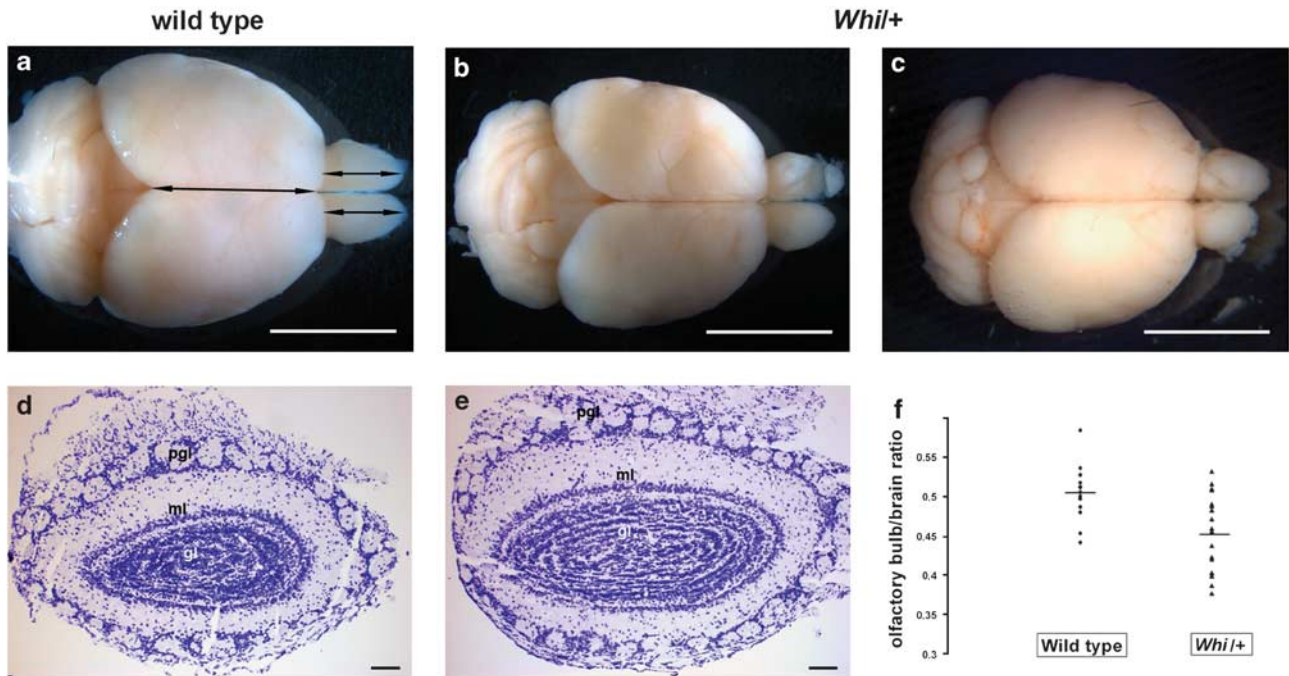 wild type
Whi/+
a
b
c
d
pgl
ml
gl
e
pgl
ml
gl
f
olfactory bulb/brain ratio
0.55
0.5
0.45
0.4
0.35
0.3
Wild type
Whi/+